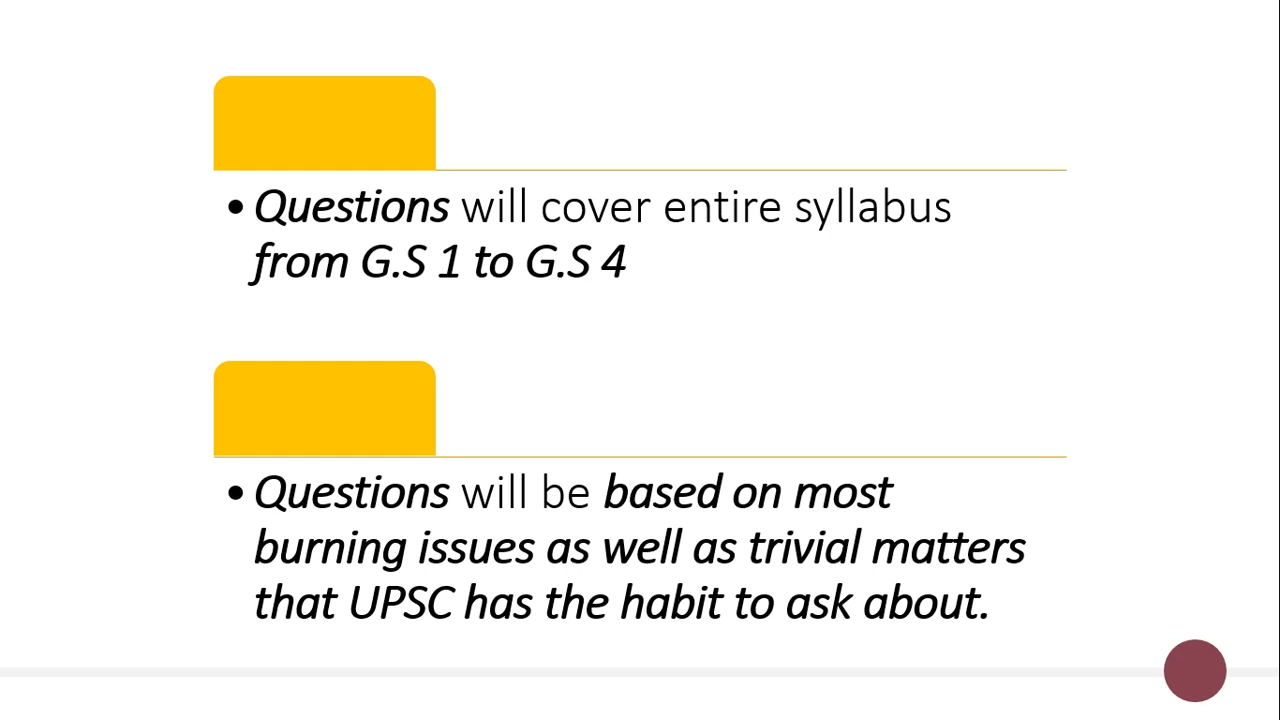 • Questions will cover entire syllabus
from G.S 1 to G.S 4
• Questions will be based on most
burning issues as well as trivial matters
that UPSC has the habit to ask about.